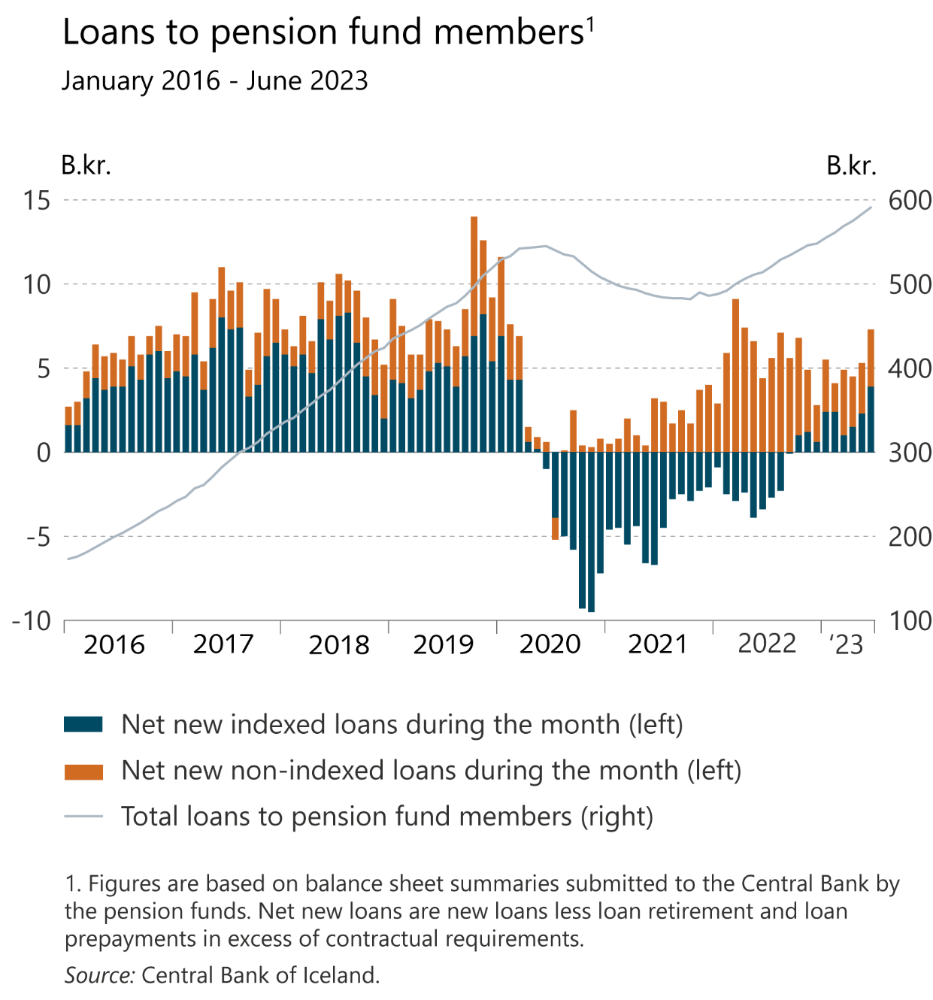 Loans to pension fund members¹
January 2016 - June 2023
B.kr. B.kr.
15 600
10 500
5 400
0 300
-5 200
-10 100
2016 2017 2018 2019 2020 2021 2022 ’23
Net new indexed loans during the month (left)
Net new non-indexed loans during the month (left)
Total loans to pension fund members (right)
1. Figures are based on balance sheet summaries submitted to the Central Bank by
the pension funds. Net new loans are new loans less loan retirement and loan
prepayments in excess of contractual requirements.
Source: Central Bank of Iceland.